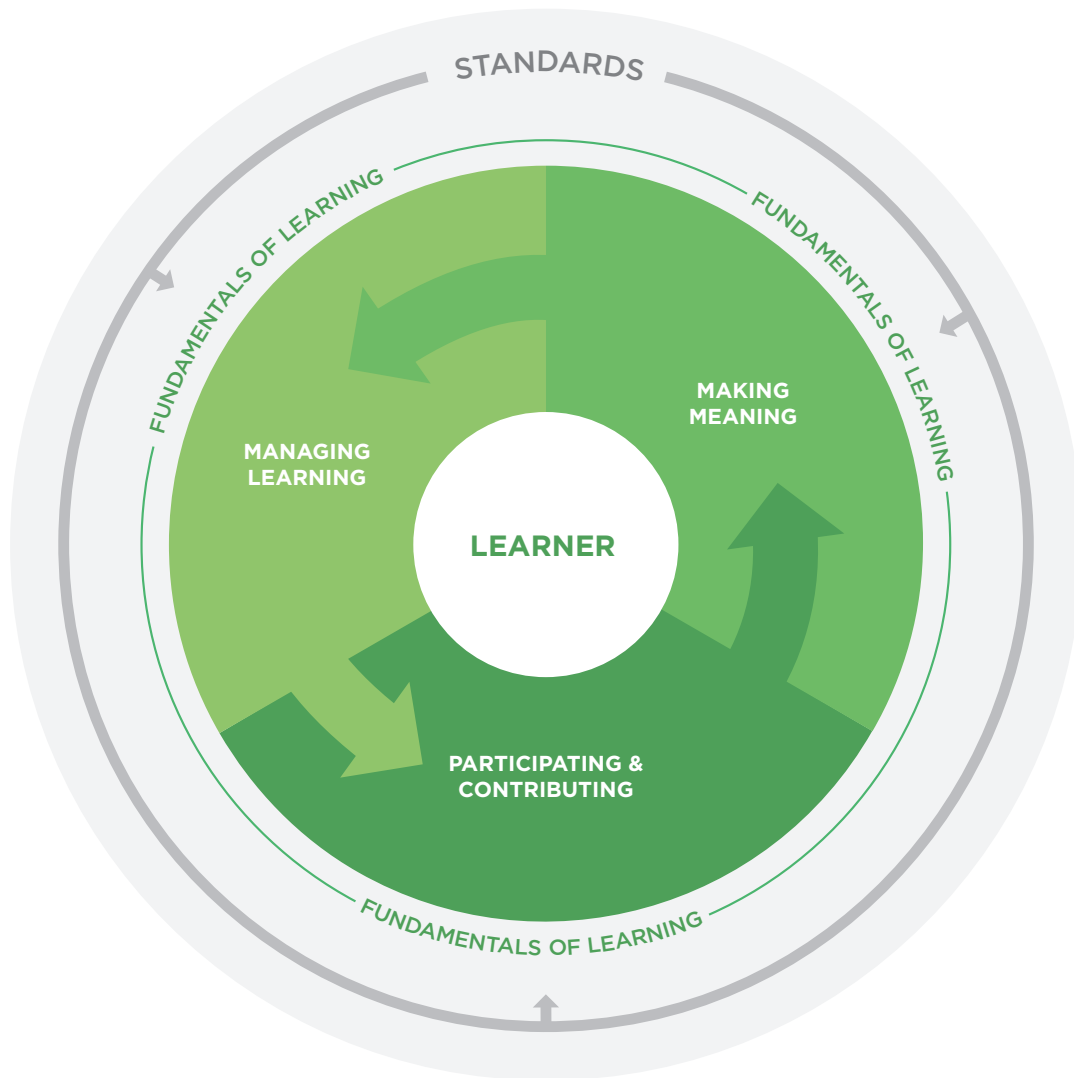 STANDARDS
FUNDAMENTALS OF LEARNING
FUNDAMENTALS OF LEARNING
MAKING
MEANING
MANAGING
LEARNING
LEARNER
PARTICIPATING &
CONTRIBUTING
FUNDAMENTALS OF LEARNING